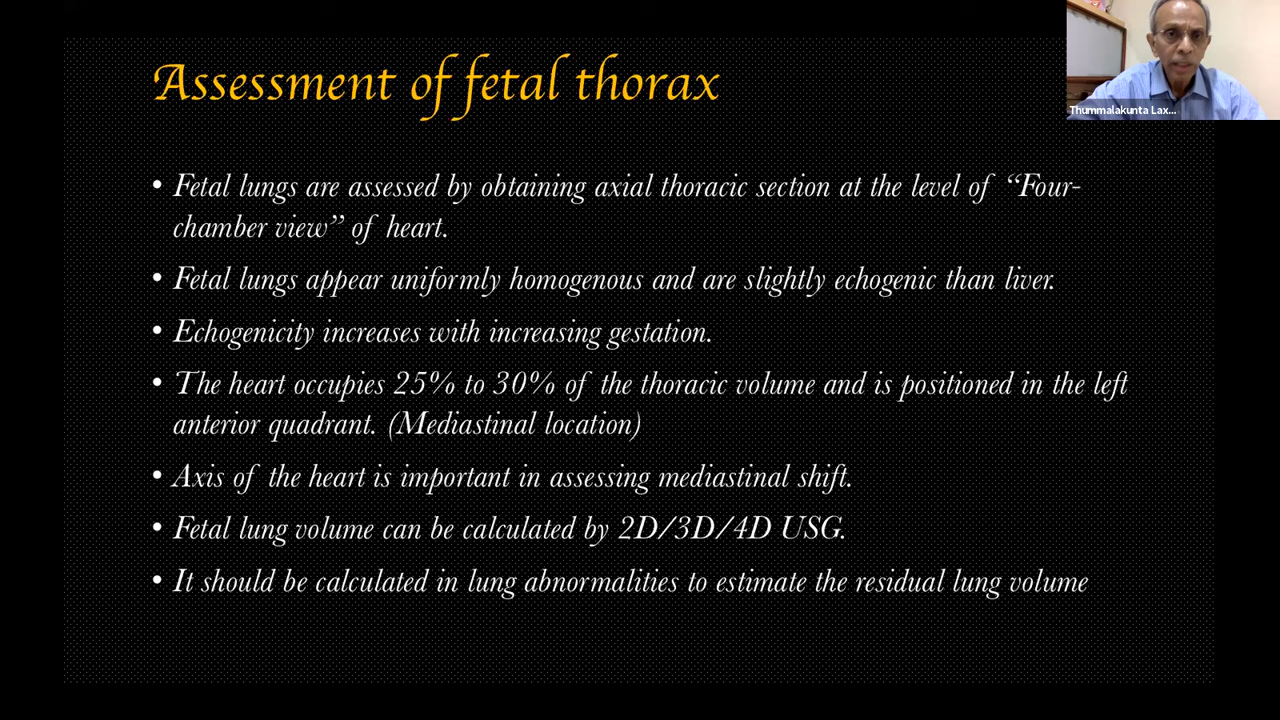 Assessment of fetal thorax
Thummalakunta Lax...
• Fetal lungs are assessed by obtaining axial thoracic section at the level of “Four-
chamber view” of heart.
• Fetal lungs appear uniformly homogenous and are slightly echogenic than liver.
• Echogenicity increases with increasing gestation.
• The heart occupies 25% to 30% of the thoracic volume and is positioned in the left
anterior quadrant. (Mediastinal location)
• Axis of the heart is important in assessing mediastinal shift.
• Fetal lung volume can be calculated by 2D/3D/4D USG.
• It should be calculated in lung abnormalities to estimate the residual lung volume